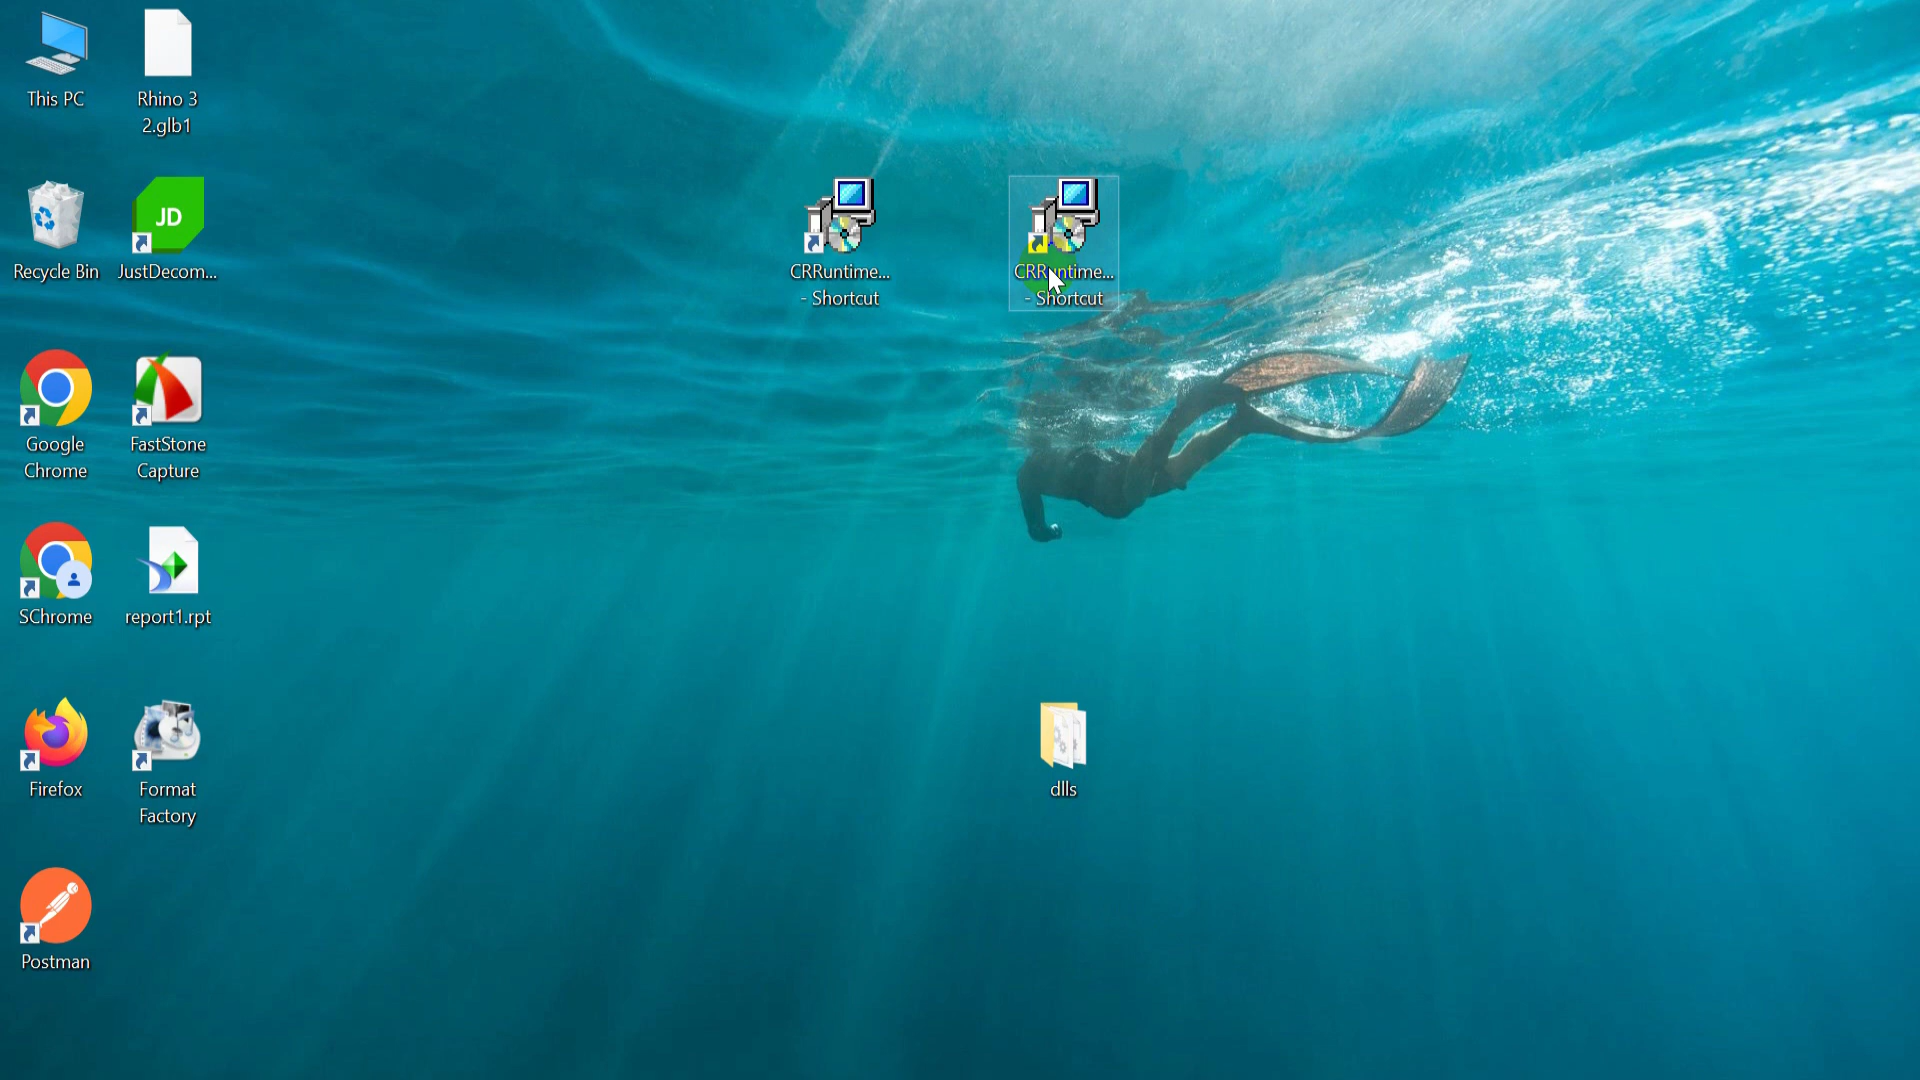 This PC
Rhino 3
2.glb1
Recycle Bin
JD
JustDecom...
CRRuntime...
- Shortcut
CRRuntime...
- Shortcut
Google
Chrome
FastStone
Capture
SChrome
report1.rpt
Firefox
Format
Factory
dlls
Postman